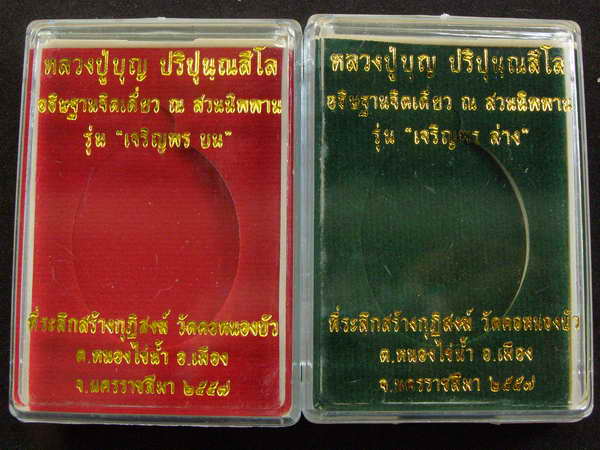 หลวงปู่บุญ ปริปุนฺณสีโล
อธิษฐานจิตเดี่ยว ณ สวนนิพพาน
รุ่น "เจริญพร บน"
ที่ระลึกสร้างกุฏิสงฆ์ วัดคอหนองบัว
ต.หนองไข่น้ำ อ.เมือง
จ.นครราชสีมา ๒๕๕๗
หลวงปู่บุญ ปริปุนฺณสีโล
อธิษฐานจิตเดี่ยว ณ สวนนิพพาน
รุ่น "เจริญพร ล่าง"
ที่ระลึกสร้างกุฏิสงฆ์ วัดคอหนองบัว
ต.หนองไข่น้ำ อ.เมือง
จ.นครราชสีมา ๒๕๕๗